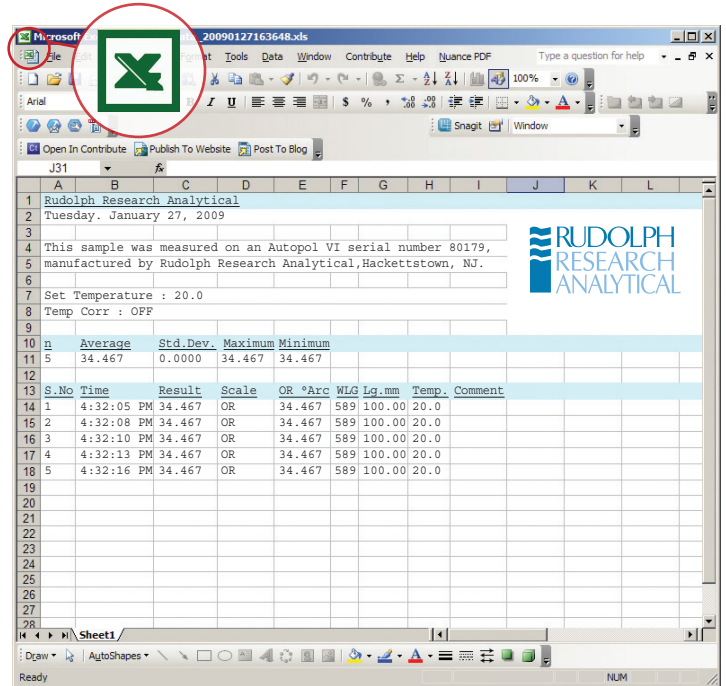 Microsoft 20090127163648.xls
File Format Tools Data Window Contribute Help Nuance PDF Type a question for help
Σ 100%
Arial B I U $ % ,
Snagit Window
Open In Contribute Publish To Website Post To Blog
J31 fx
A B C D E F G H I J K L
1 Rudolph Research Analytical
2 Tuesday. January 27, 2009
3
4 This sample was measured on an Autopol VI serial number 80179,
5 manufactured by Rudolph Research Analytical,Hackettstown, NJ.
6
7 Set Temperature : 20.0
8 Temp Corr : OFF
9
RUDOLPH
RESEARCH
ANALYTICAL
10 n Average Std.Dev. Maximum Minimum
11 5 34.467 0.0000 34.467 34.467
12
13 S.No Time Result Scale OR °Arc WLG Lg.mm Temp. Comment
14 1 4:32:05 PM 34.467 OR 34.467 589 100.00 20.0
15 2 4:32:08 PM 34.467 OR 34.467 589 100.00 20.0
16 3 4:32:10 PM 34.467 OR 34.467 589 100.00 20.0
17 4 4:32:13 PM 34.467 OR 34.467 589 100.00 20.0
18 5 4:32:16 PM 34.467 OR 34.467 589 100.00 20.0
19
20
21
22
23
24
25
26
27
28
Sheet1
Draw AutoShapes A
Ready NUM